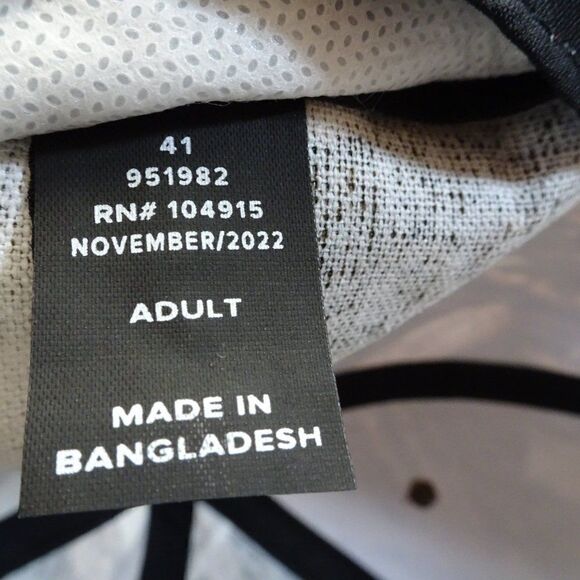 41
951982
RN# 104915
NOVEMBER/2022
ADULT
MADE IN
BANGLADESH